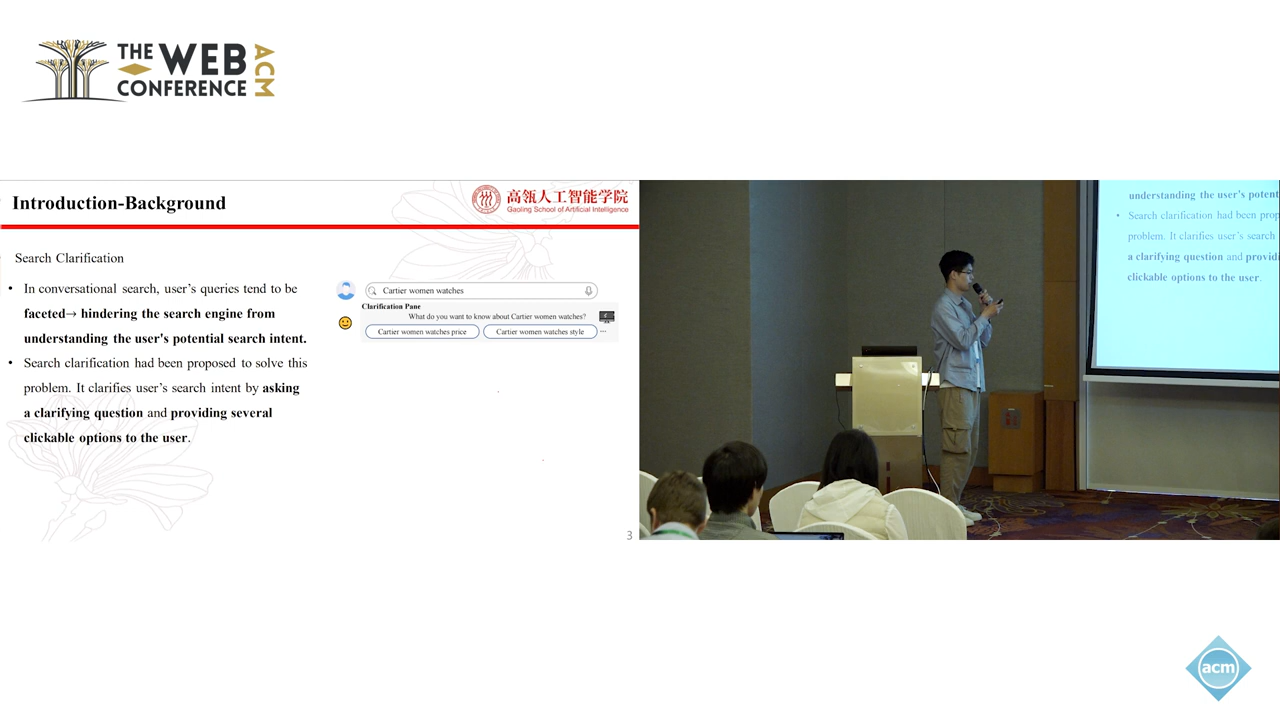 THE WEB
CONFERENCE
ACM
Introduction-Background
高瓴人工智能学院
Gaoling School of Artificial Intelligence
Search Clarification
• In conversational search, user's queries tend to be
faceted→ hindering the search engine from
understanding the user's potential search intent.
• Search clarification had been proposed to solve this
problem. It clarifies user's search intent by asking
a clarifying question and providing several
clickable options to the user.
Cartier women watches
Clarification Pane
What do you want to know about Cartier women watches?
Cartier women watches price
Cartier women watches style
...
3
understanding the user's potent
• Search clarification had been prop
problem. It clarifies user's search
a clarifying question and providi
clickable options to the user.
acm